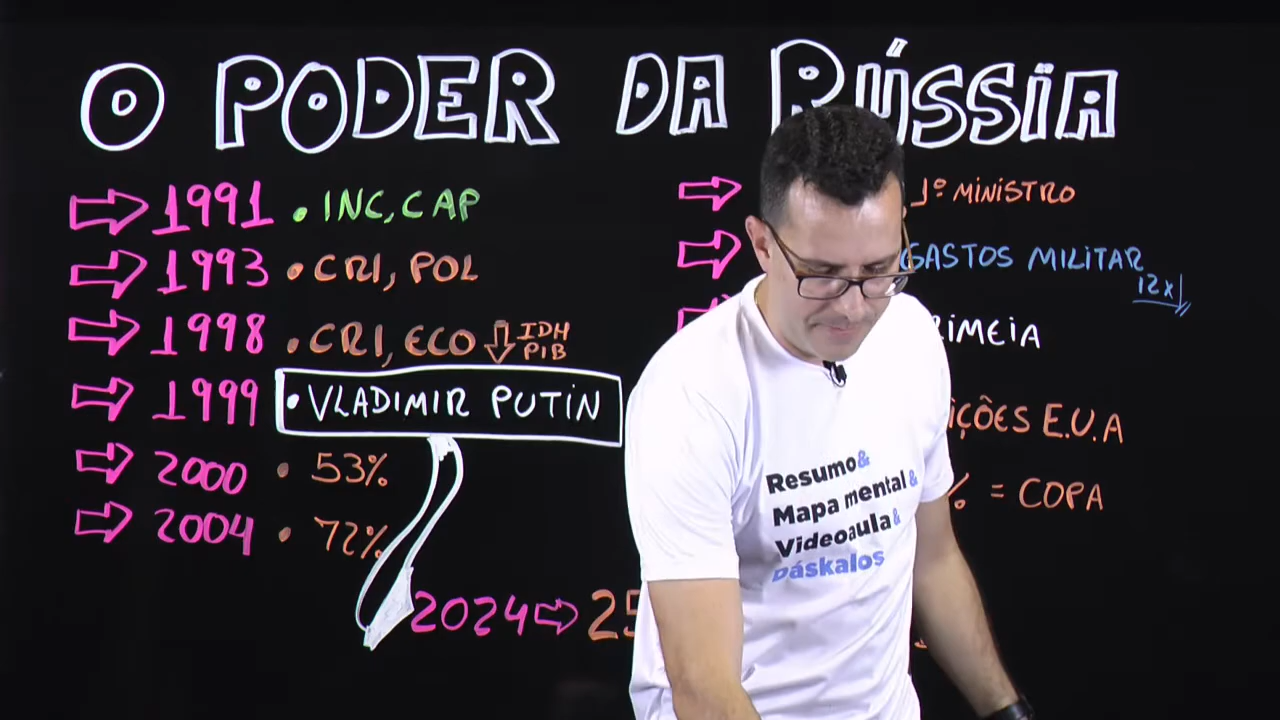 O PODER DA RÚSSIA
1991 • INC, CAP
1993 • CRI, POL
1998 • CRI, ECO IDH
PIB
1999 • VLADIMIR PUTIN
2000 • 53%
2004 • 72%
2024 25
1º MINISTRO
GASTOS MILITAR
12x
RIMEIA
IÇÕES E.U.A
% = COPA
Resumo&
Mapa mental&
Videoaula&
Dáskalos